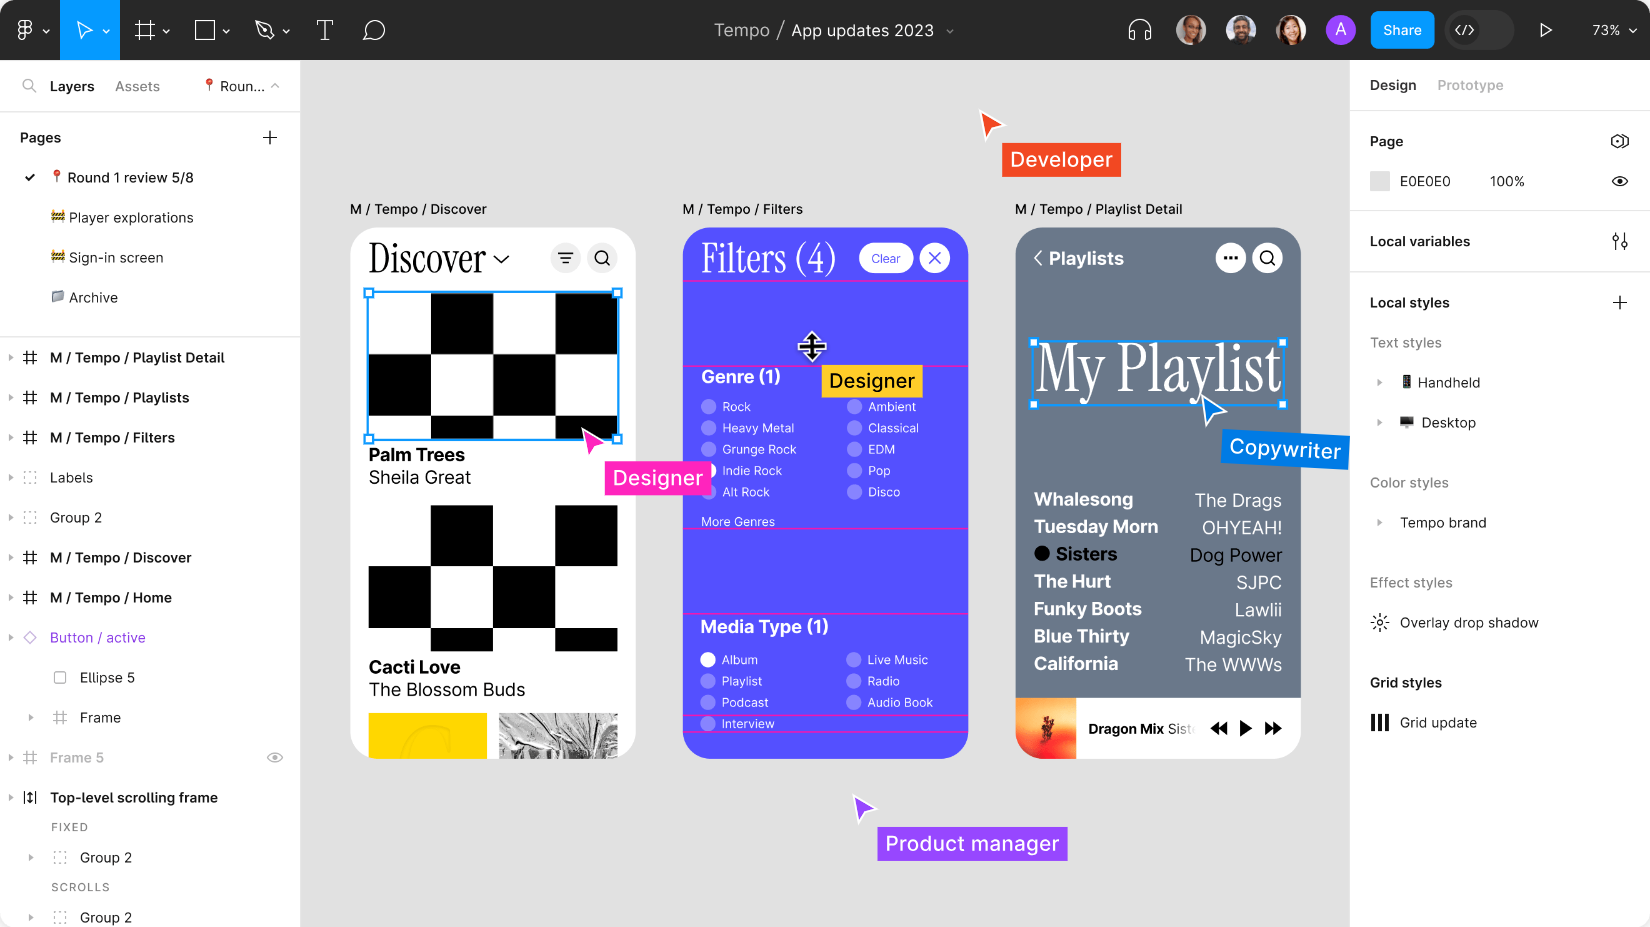 Tempo / App updates 2023
A
Share
</>
73%
Layers
Assets
Roun...
Pages
Round 1 review 5/8
Player explorations
Sign-in screen
Archive
M / Tempo / Playlist Detail
M / Tempo / Playlists
M / Tempo / Filters
Labels
Group 2
M / Tempo / Discover
M / Tempo / Home
Button / active
Ellipse 5
Frame
Frame 5
Top-level scrolling frame
FIXED
Group 2
SCROLLS
Group 2
Developer
M / Tempo / Discover
Discover
Palm Trees
Sheila Great
Designer
Cacti Love
The Blossom Buds
M / Tempo / Filters
Filters (4)
Clear
Genre (1)
Designer
Rock
Ambient
Heavy Metal
Classical
Grunge Rock
EDM
Indie Rock
Pop
Alt Rock
Disco
More Genres
Media Type (1)
Album
Live Music
Playlist
Radio
Podcast
Audio Book
Interview
Product manager
M / Tempo / Playlist Detail
Playlists
My Playlist
Copywriter
Whalesong The Drags
Tuesday Morn OHYEAH!
Sisters Dog Power
The Hurt SJPC
Funky Boots Lawlii
Blue Thirty MagicSky
California The WWWs
Dragon Mix Siste
Design
Prototype
Page
E0E0E0 100%
Local variables
Local styles
Text styles
Handheld
Desktop
Color styles
Tempo brand
Effect styles
Overlay drop shadow
Grid styles
Grid update